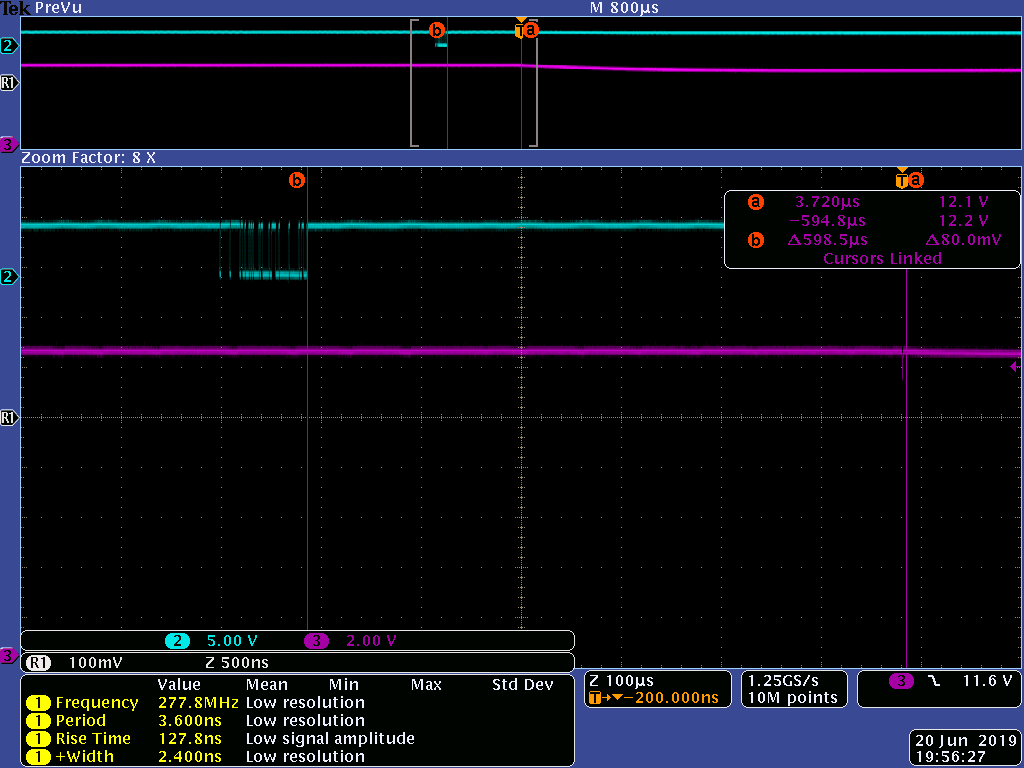 Tek PreVu M 800µs
b T a
2
R1
3
Zoom Factor: 8 X
b T a
a 3.720µs 12.1 V
−594.8µs 12.2 V
b Δ598.5µs Δ80.0mV
Cursors Linked
2
R1
3
2 5.00 V 3 2.00 V
R1 100mV Z 500ns
Value Mean Min Max Std Dev
1 Frequency 277.8MHz Low resolution
1 Period 3.600ns Low resolution
1 Rise Time 127.8ns Low signal amplitude
1 +Width 2.400ns Low resolution
Z 100µs
T→▼−200.000ns
1.25GS/s
10M points
3 11.6 V
20 Jun 2019
19:56:27